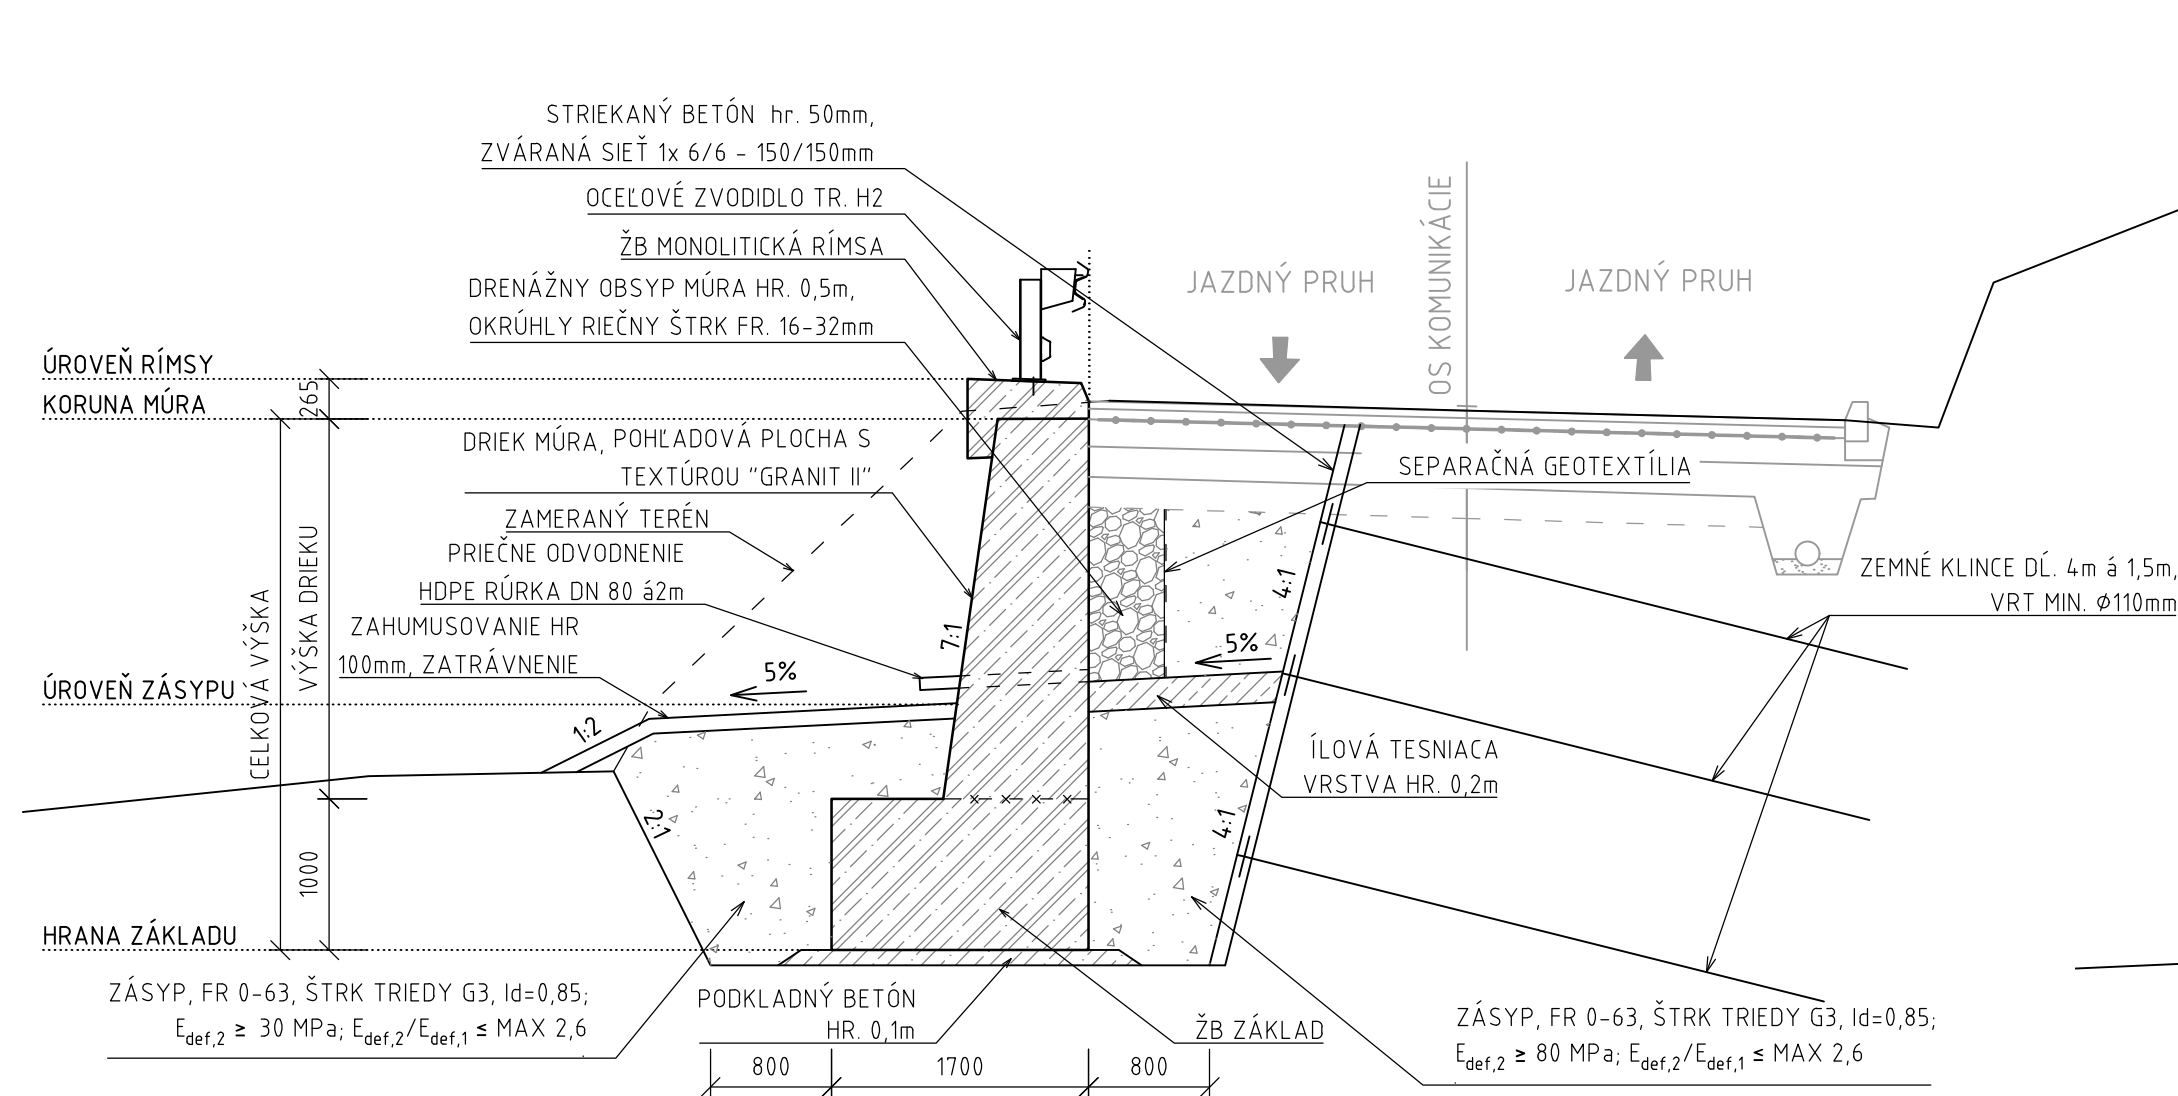 STRIEKANÝ BETÓN hr. 50mm,
ZVÁRANÁ SIEŤ 1x 6/6 - 150/150mm
OCEĽOVÉ ZVODIDLO TR. H2
ŽB MONOLITICKÁ RÍMSA
DRENÁŽNY OBSYP MÚRA HR. 0,5m,
OKRÚHLY RIEČNY ŠTRK FR. 16-32mm
JAZDNÝ PRUH
OS KOMUNIKÁCIE
JAZDNÝ PRUH
ÚROVEŇ RÍMSY
265
KORUNA MÚRA
DRIEK MÚRA, POHĽADOVÁ PLOCHA S
TEXTÚROU "GRANIT II"
SEPARAČNÁ GEOTEXTÍLIA
ZAMERANÝ TERÉN
PRIEČNE ODVODNENIE
HDPE RÚRKA DN 80 á2m
ZEMNÉ KLINCE DĹ. 4m á 1,5m,
VRT MIN. Ø110mm
CELKOVÁ VÝŠKA
VÝŠKA DRIEKU
ZAHUMUSOVANIE HR
100mm, ZATRÁVNENIE
7:1
4:1
5%
5%
ÚROVEŇ ZÁSYPU
1:2
ÍLOVÁ TESNIACA
VRSTVA HR. 0,2m
2:1
4:1
1000
HRANA ZÁKLADU
ZÁSYP, FR 0-63, ŠTRK TRIEDY G3, Id=0,85;
Edef,2 ≥ 30 MPa; Edef,2/Edef,1 ≤ MAX 2,6
PODKLADNÝ BETÓN
HR. 0,1m
ŽB ZÁKLAD
ZÁSYP, FR 0-63, ŠTRK TRIEDY G3, Id=0,85;
Edef,2 ≥ 80 MPa; Edef,2/Edef,1 ≤ MAX 2,6
800
1700
800